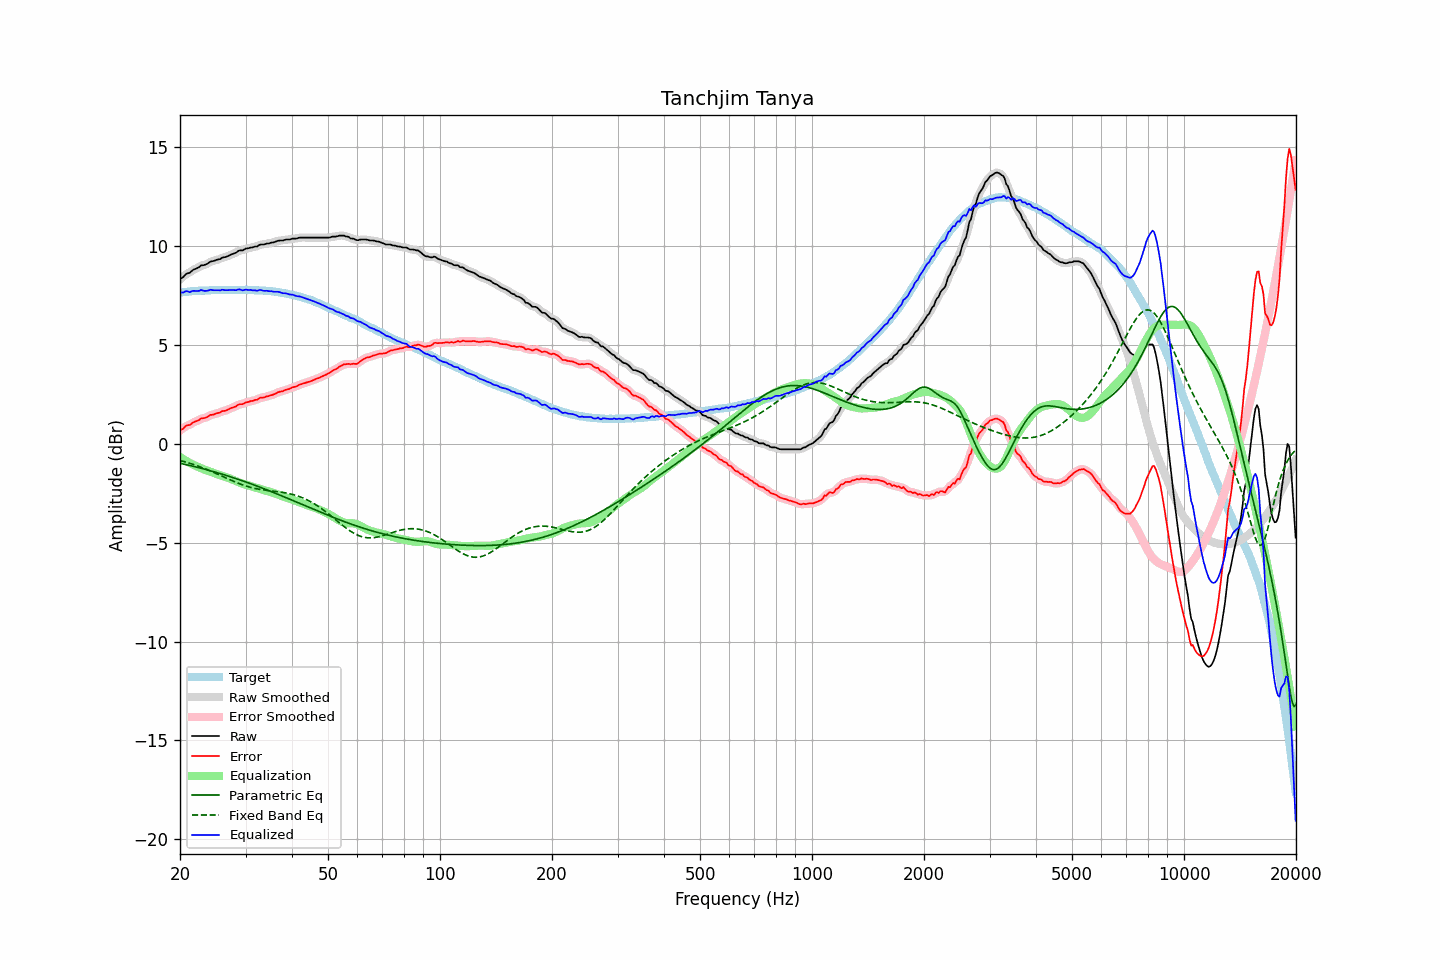 Tanchjim Tanya
15
10
5
0
−5
−10
−15
−20
Amplitude (dBr)
Target
Raw Smoothed
Error Smoothed
Raw
Error
Equalization
Parametric Eq
Fixed Band Eq
Equalized
20 50 100 200 500 1000 2000 5000 10000 20000
Frequency (Hz)